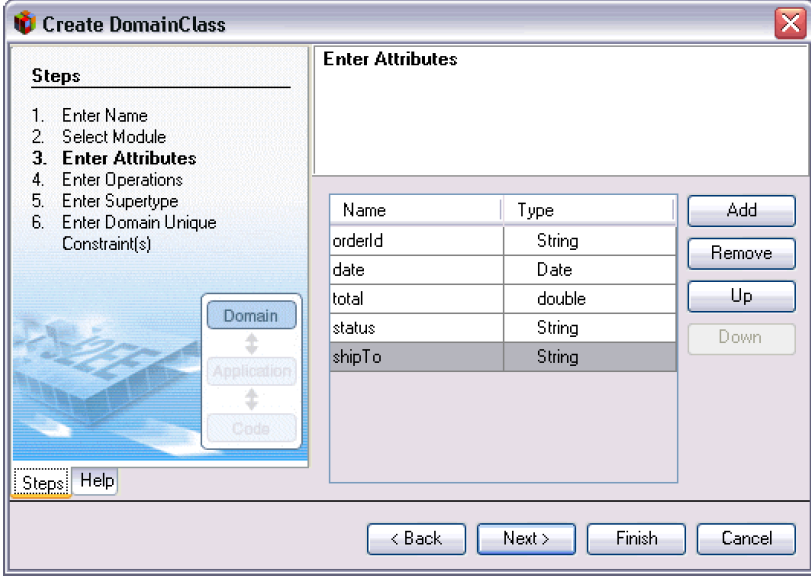 Create DomainClass
Steps
1. Enter Name
2. Select Module
3. Enter Attributes
4. Enter Operations
5. Enter Supertype
6. Enter Domain Unique
Constraint(s)
Domain
Application
Code
J2EE
Steps Help
Enter Attributes
Name Type
orderId String
date Date
total double
status String
shipTo String
Add
Remove
Up
Down
< Back Next > Finish Cancel